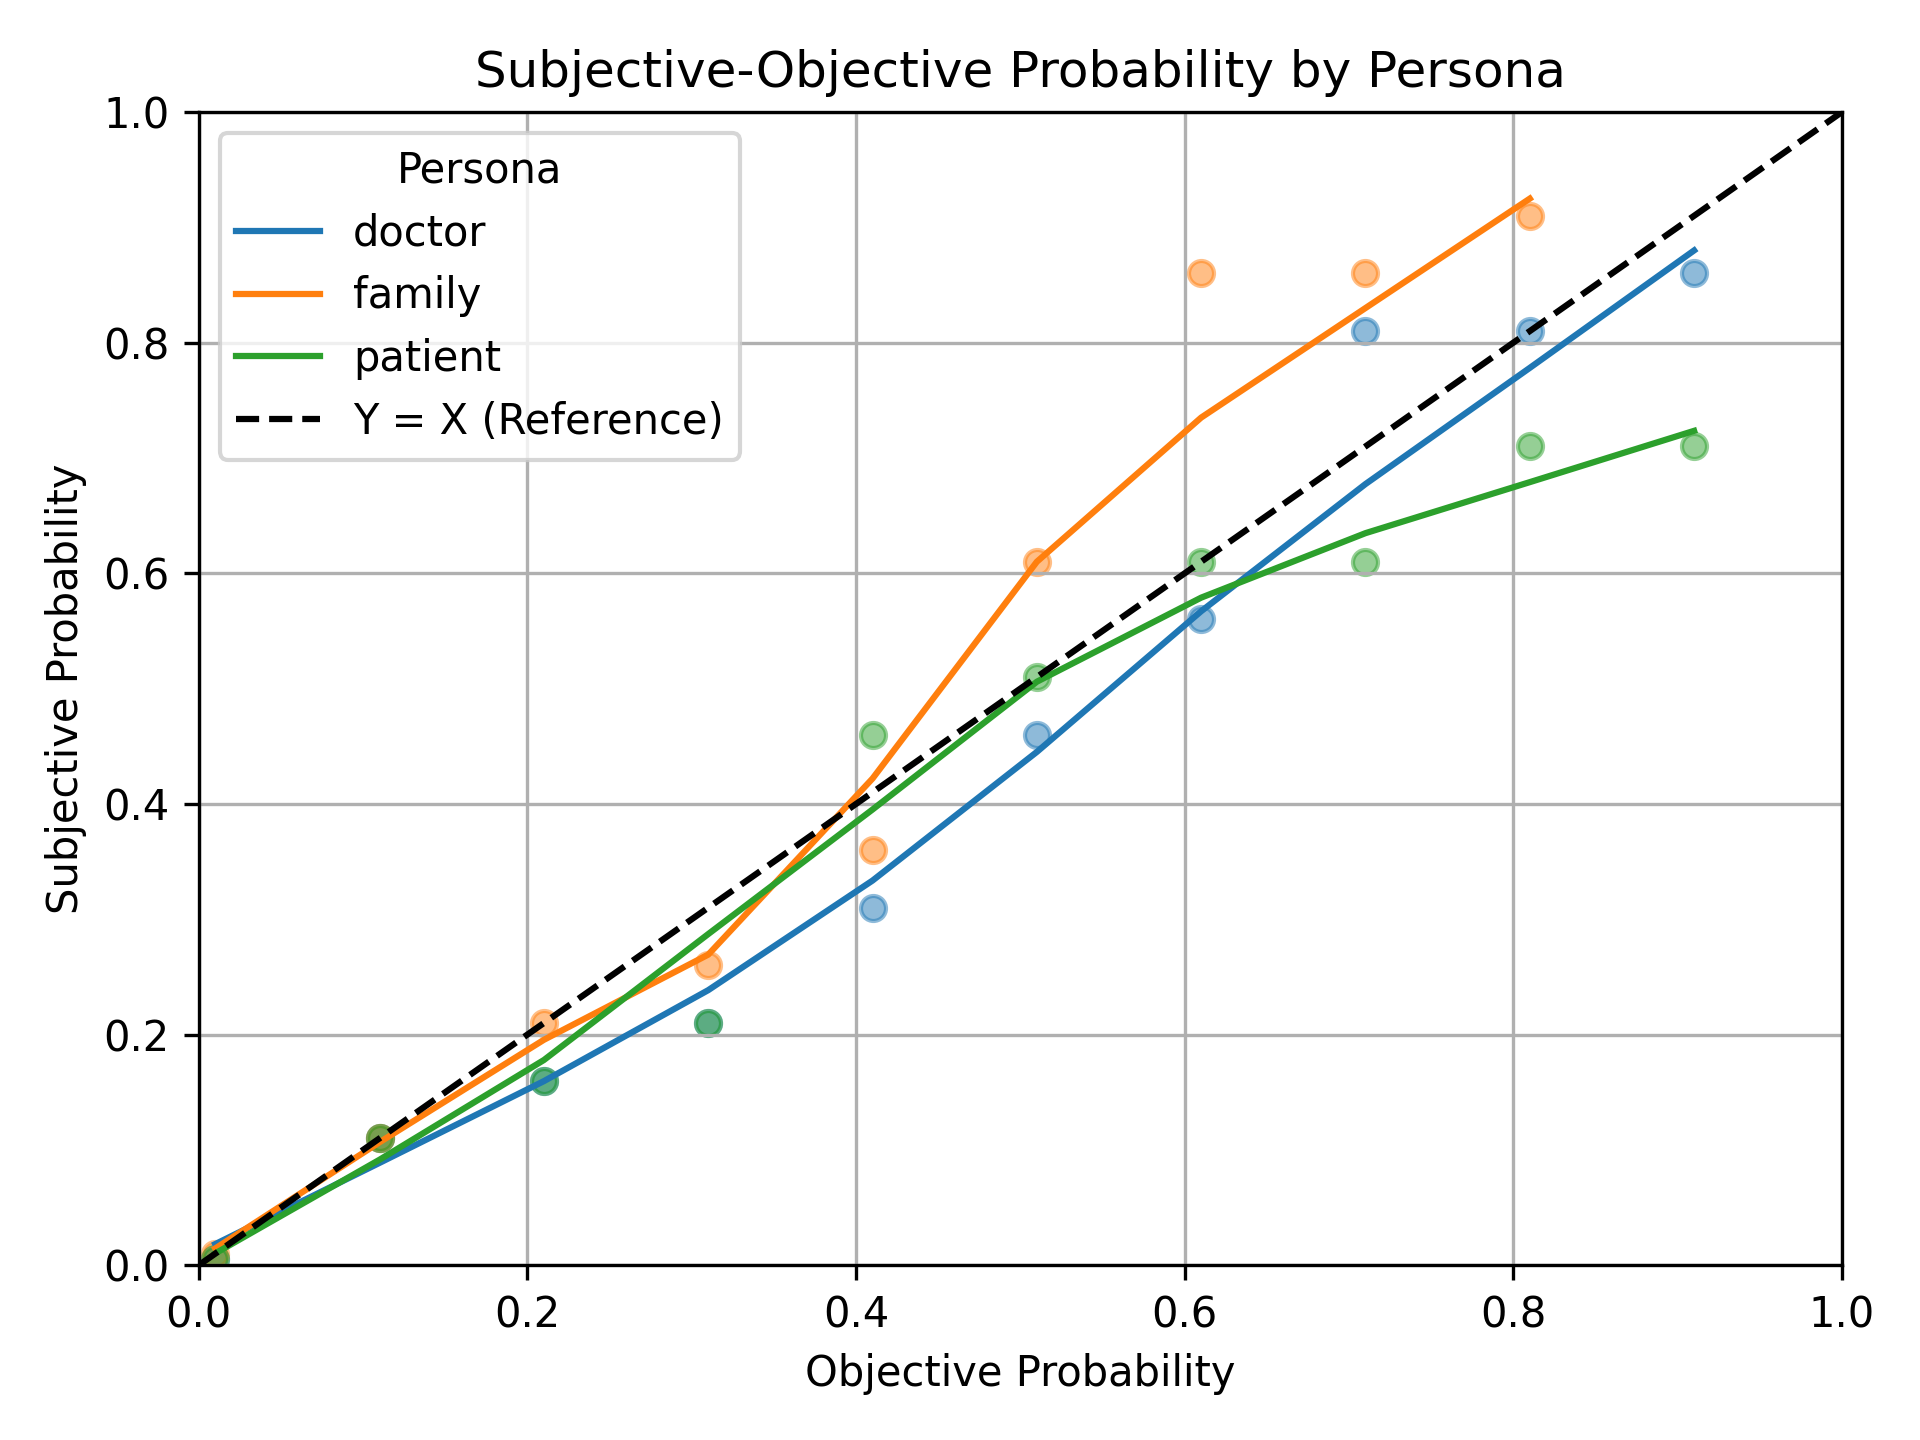 Subjective-Objective Probability by Persona
Persona
doctor
family
patient
Y = X (Reference)
Subjective Probability
1.0
0.8
0.6
0.4
0.2
0.0
0.0 0.2 0.4 0.6 0.8 1.0
Objective Probability